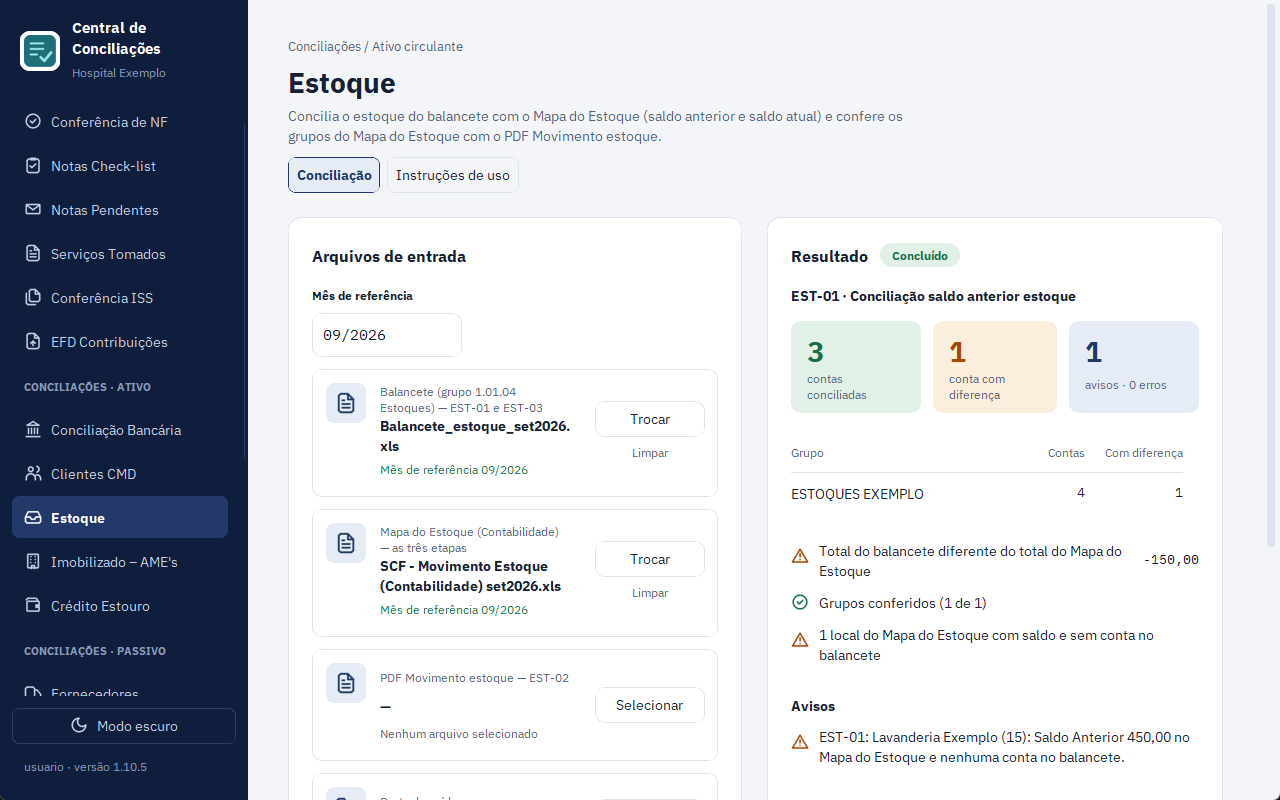 Central de
Conciliações
Hospital Exemplo
Conferência de NF
Notas Check-list
Notas Pendentes
Serviços Tomados
Conferência ISS
EFD Contribuições
CONCILIAÇÕES · ATIVO
Conciliação Bancária
Clientes CMD
Estoque
Imobilizado – AME's
Crédito Estouro
CONCILIAÇÕES · PASSIVO
Fornecedores
Modo escuro
usuario · versão 1.10.5
Conciliações / Ativo circulante
Estoque
Concilia o estoque do balancete com o Mapa do Estoque (saldo anterior e saldo atual) e confere os
grupos do Mapa do Estoque com o PDF Movimento estoque.
Conciliação
Instruções de uso
Arquivos de entrada
Mês de referência
09/2026
Balancete (grupo 1.01.04
Estoques) — EST-01 e EST-03
Balancete_estoque_set2026.
xls
Mês de referência 09/2026
Trocar
Limpar
Mapa do Estoque (Contabilidade)
— as três etapas
SCF - Movimento Estoque
(Contabilidade) set2026.xls
Mês de referência 09/2026
Trocar
Limpar
PDF Movimento estoque — EST-02
—
Nenhum arquivo selecionado
Selecionar
Resultado
Concluído
EST-01 · Conciliação saldo anterior estoque
3
contas
conciliadas
1
conta com
diferença
1
avisos · 0 erros
Grupo Contas Com diferença
ESTOQUES EXEMPLO 4 1
Total do balancete diferente do total do Mapa do
Estoque
-150,00
Grupos conferidos (1 de 1)
1 local do Mapa do Estoque com saldo e sem conta no
balancete
Avisos
EST-01: Lavanderia Exemplo (15): Saldo Anterior 450,00 no
Mapa do Estoque e nenhuma conta no balancete.